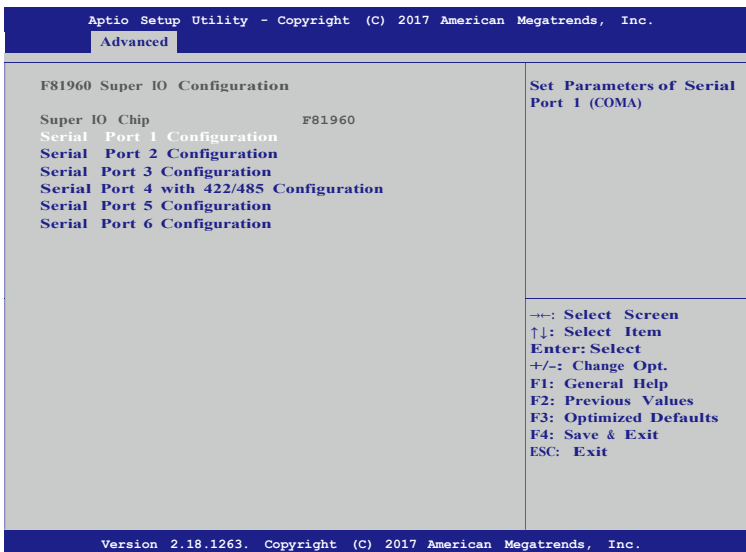 Aptio Setup Utility - Copyright (C) 2017 American Megatrends, Inc.
Advanced
F81960 Super IO Configuration
Super IO Chip F81960
Serial Port 1 Configuration
Serial Port 2 Configuration
Serial Port 3 Configuration
Serial Port 4 with 422/485 Configuration
Serial Port 5 Configuration
Serial Port 6 Configuration
Set Parameters of Serial
Port 1 (COMA)
→←: Select Screen
↑↓: Select Item
Enter: Select
+/-: Change Opt.
F1: General Help
F2: Previous Values
F3: Optimized Defaults
F4: Save & Exit
ESC: Exit
Version 2.18.1263. Copyright (C) 2017 American Megatrends, Inc.